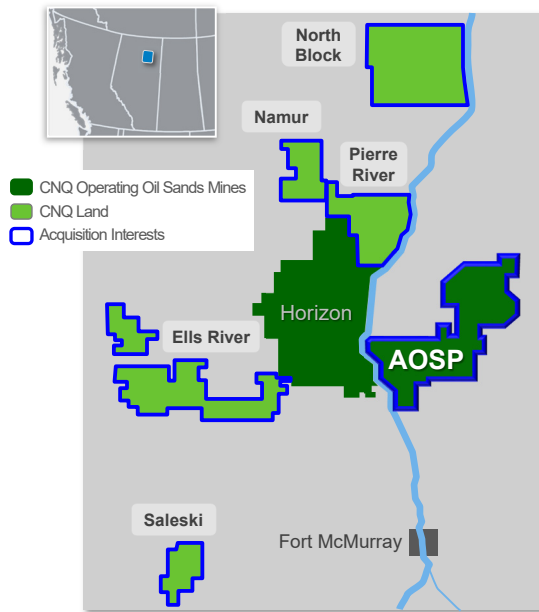 North
Block
Namur
Pierre
River
CNQ Operating Oil Sands Mines
CNQ Land
Acquisition Interests
Horizon
Ells River
AOSP
Saleski
Fort McMurray